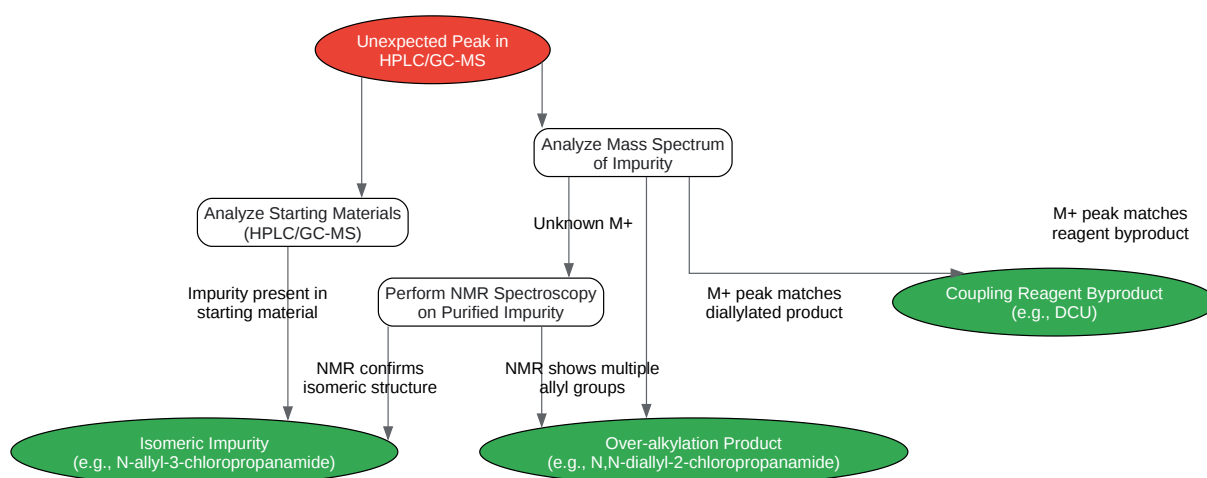 Unexpected Peak in
HPLC/GC-MS
Analyze Mass Spectrum
of Impurity
Analyze Starting Materials
(HPLC/GC-MS)
Unknown M+
M+ peak matches
reagent byproduct
Impurity present in
starting material
Perform NMR Spectroscopy
on Purified Impurity
M+ peak matches
diallylated product
Coupling Reagent Byproduct
(e.g., DCU)
NMR confirms
isomeric structure
NMR shows multiple
allyl groups
Isomeric Impurity
(e.g., N-allyl-3-chloropropanamide)
Over-alkylation Product
(e.g., N,N-diallyl-2-chloropropanamide)